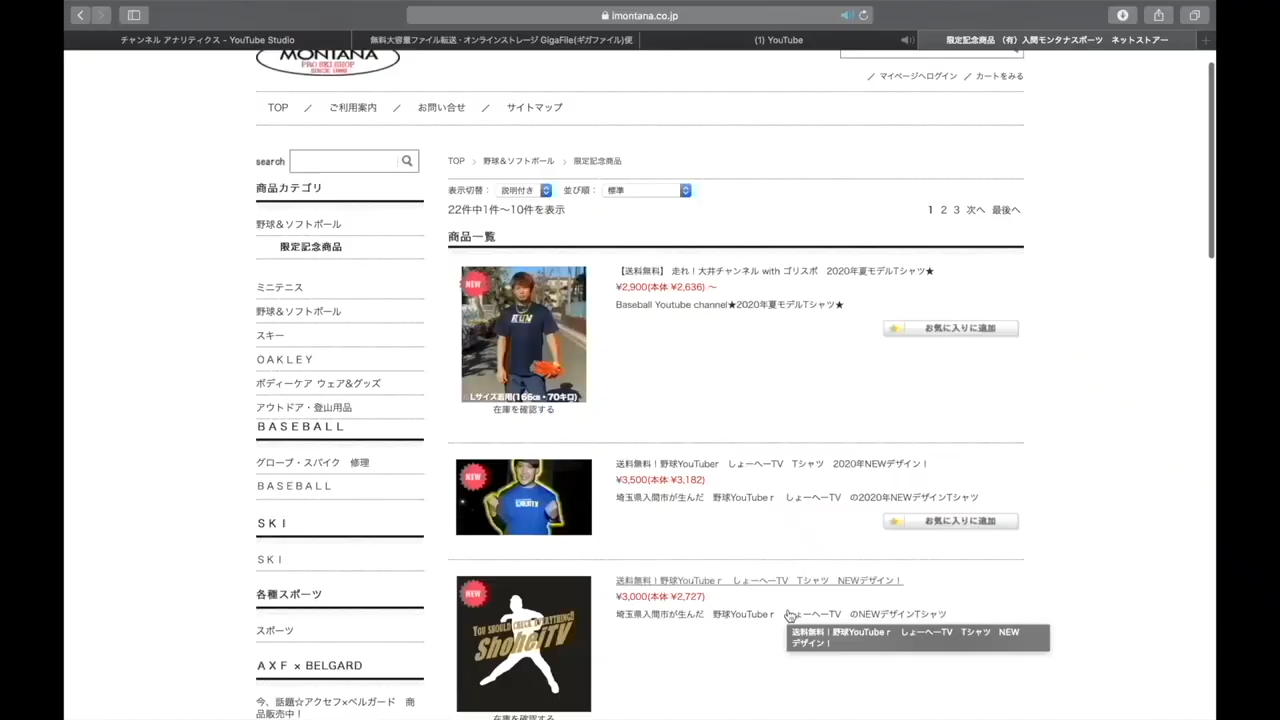 imontana.co.jp
チャンネル アナリティクス - YouTube Studio
無料大容量ファイル転送・オンラインストレージ GigaFile(ギガファイル)便
(1) YouTube
限定記念商品 （有）入間モンタナスポーツ ネットストアー
MONTANA
PRO SKI SHOP
SINCE 1985
／ マイページへログイン ／ カートをみる
TOP ／ ご利用案内 ／ お問い合せ ／ サイトマップ
search
TOP > 野球＆ソフトボール > 限定記念商品
商品カテゴリ
表示切替： 説明付き 並び順： 標準
22件中1件〜10件を表示
1 2 3 次へ 最後へ
野球＆ソフトボール
限定記念商品
商品一覧
ミニテニス
野球＆ソフトボール
スキー
ＯＡＫＬＥＹ
ボディーケア ウェア&グッズ
アウトドア・登山用品
ＢＡＳＥＢＡＬＬ
グローブ・スパイク　修理
ＢＡＳＥＢＡＬＬ
ＳＫＩ
ＳＫＩ
各種スポーツ
スポーツ
ＡＸＦ × BELGARD
今、話題☆アクセフ×ベルガード　商
品販売中！
NEW
RUN
Lサイズ着用(166㎝・70キロ)
在庫を確認する
【送料無料】 走れ！大井チャンネル with ゴリスポ　2020年夏モデルTシャツ★
¥2,900(本体 ¥2,636) 〜
Baseball Youtube channel★2020年夏モデルTシャツ★
お気に入りに追加
NEW
送料無料！野球YouTuber　しょーへーTV　Tシャツ　2020年NEWデザイン！
¥3,500(本体 ¥3,182)
埼玉県入間市が生んだ　野球YouTubeｒ　しょーへーTV　の2020年NEWデザインTシャツ
お気に入りに追加
NEW
YOU SHOULD CHECK EVERYTHING!!
ShoheiTV
在庫を確認する
送料無料！野球YouTubeｒ　しょーへーTV　Tシャツ　NEWデザイン！
¥3,000(本体 ¥2,727)
埼玉県入間市が生んだ　野球YouTubeｒ　しょーへーTV　のNEWデザインTシャツ
送料無料！野球YouTubeｒ　しょーへーTV　Tシャツ　NEW
デザイン！